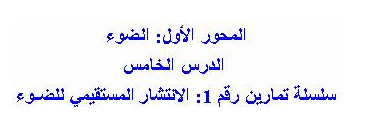 المحور الأول: الضوء
الدرس الخامس
سلسلة تمارين رقم 1: الانتشار المستقيمي للضوء